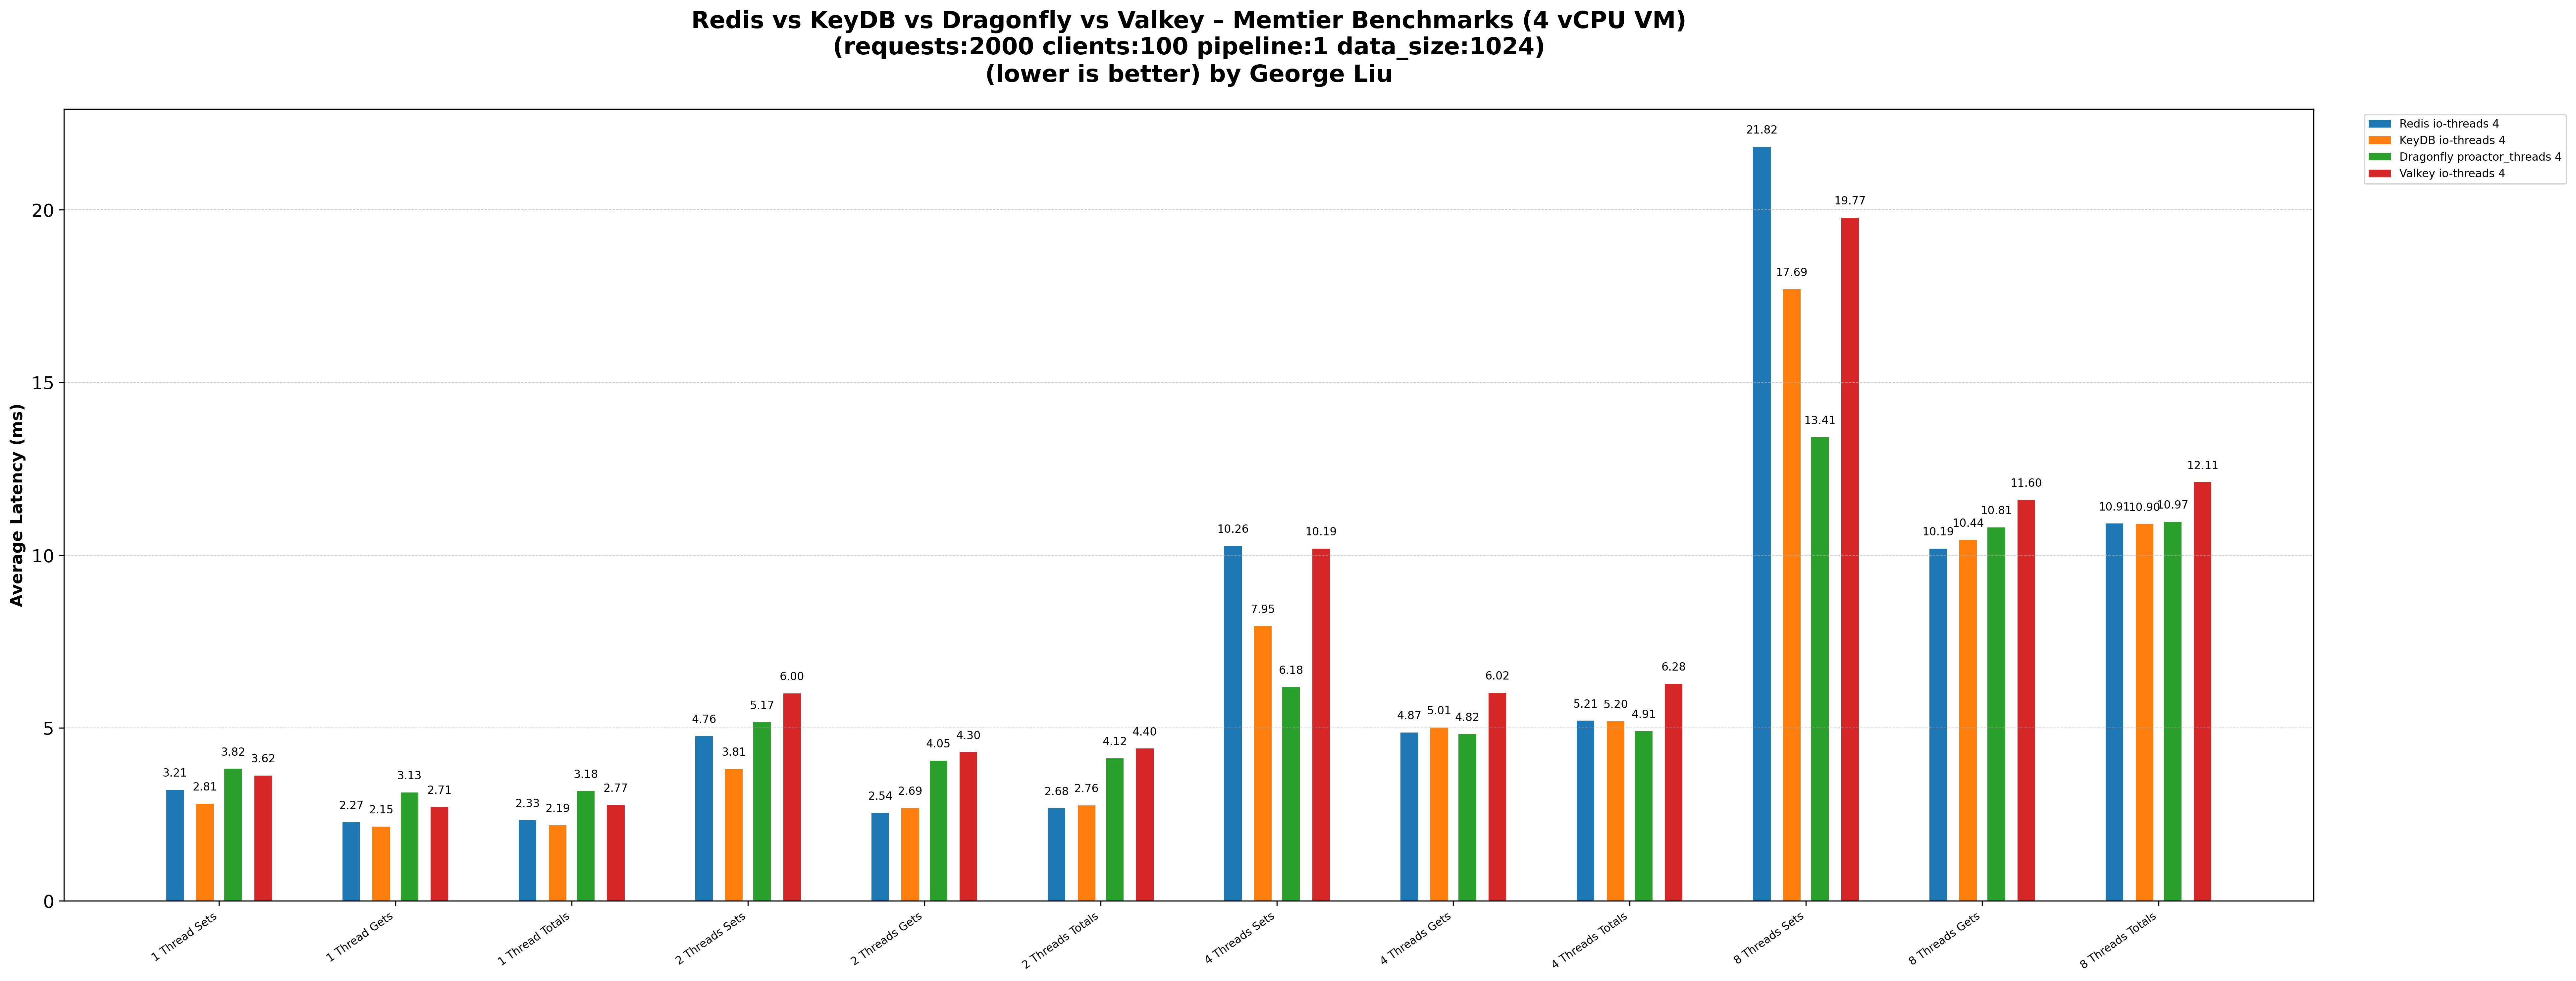 Redis vs KeyDB vs Dragonfly vs Valkey – Memtier Benchmarks (4 vCPU VM)
(requests:2000 clients:100 pipeline:1 data_size:1024)
(lower is better) by George Liu
Redis io-threads 4
KeyDB io-threads 4
Dragonfly proactor_threads 4
Valkey io-threads 4
Average Latency (ms)
20
15
10
5
0
3.21
2.81
3.82
3.62
2.27
2.15
3.13
2.71
2.33
2.19
3.18
2.77
4.76
3.81
5.17
6.00
2.54
2.69
4.05
4.30
2.68
2.76
4.12
4.40
10.26
7.95
6.18
10.19
4.87
5.01
4.82
6.02
5.21
5.20
4.91
6.28
21.82
17.69
13.41
19.77
10.19
10.44
10.81
11.60
10.91
10.90
10.97
12.11
1 Thread Sets
1 Thread Gets
1 Thread Totals
2 Threads Sets
2 Threads Gets
2 Threads Totals
4 Threads Sets
4 Threads Gets
4 Threads Totals
8 Threads Sets
8 Threads Gets
8 Threads Totals